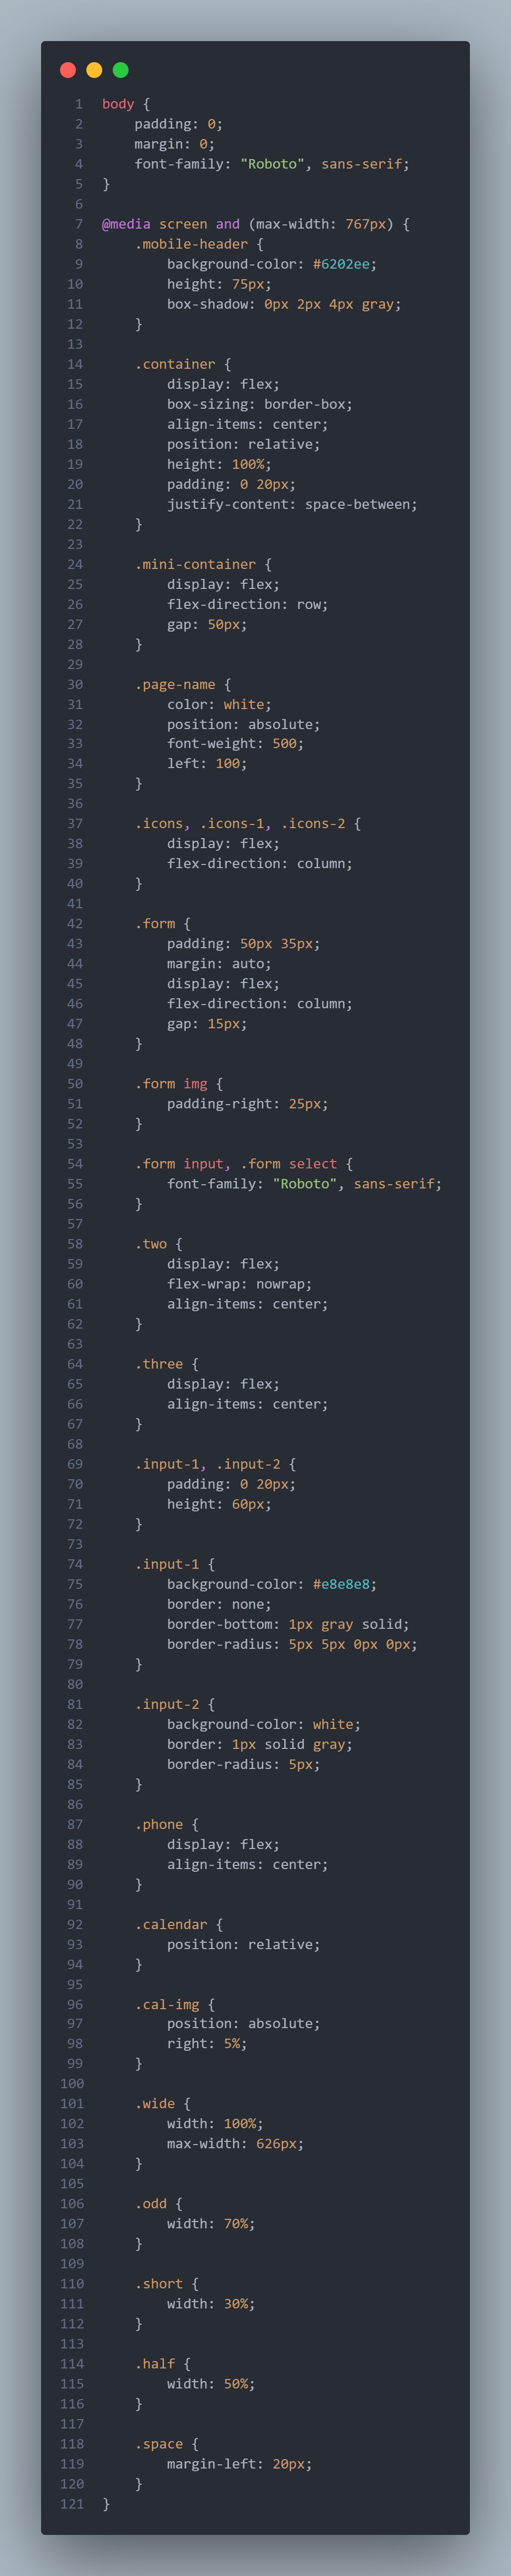 1 body {
2     padding: 0;
3     margin: 0;
4     font-family: "Roboto", sans-serif;
5 }
6
7 @media screen and (max-width: 767px) {
8     .mobile-header {
9         background-color: #6202ee;
10         height: 75px;
11         box-shadow: 0px 2px 4px gray;
12     }
13
14     .container {
15         display: flex;
16         box-sizing: border-box;
17         align-items: center;
18         position: relative;
19         height: 100%;
20         padding: 0 20px;
21         justify-content: space-between;
22     }
23
24     .mini-container {
25         display: flex;
26         flex-direction: row;
27         gap: 50px;
28     }
29
30     .page-name {
31         color: white;
32         position: absolute;
33         font-weight: 500;
34         left: 100;
35     }
36
37     .icons, .icons-1, .icons-2 {
38         display: flex;
39         flex-direction: column;
40     }
41
42     .form {
43         padding: 50px 35px;
44         margin: auto;
45         display: flex;
46         flex-direction: column;
47         gap: 15px;
48     }
49
50     .form img {
51         padding-right: 25px;
52     }
53
54     .form input, .form select {
55         font-family: "Roboto", sans-serif;
56     }
57
58     .two {
59         display: flex;
60         flex-wrap: nowrap;
61         align-items: center;
62     }
63
64     .three {
65         display: flex;
66         align-items: center;
67     }
68
69     .input-1, .input-2 {
70         padding: 0 20px;
71         height: 60px;
72     }
73
74     .input-1 {
75         background-color: #e8e8e8;
76         border: none;
77         border-bottom: 1px gray solid;
78         border-radius: 5px 5px 0px 0px;
79     }
80
81     .input-2 {
82         background-color: white;
83         border: 1px solid gray;
84         border-radius: 5px;
85     }
86
87     .phone {
88         display: flex;
89         align-items: center;
90     }
91
92     .calendar {
93         position: relative;
94     }
95
96     .cal-img {
97         position: absolute;
98         right: 5%;
99     }
100
101     .wide {
102         width: 100%;
103         max-width: 626px;
104     }
105
106     .odd {
107         width: 70%;
108     }
109
110     .short {
111         width: 30%;
112     }
113
114     .half {
115         width: 50%;
116     }
117
118     .space {
119         margin-left: 20px;
120     }
121 }